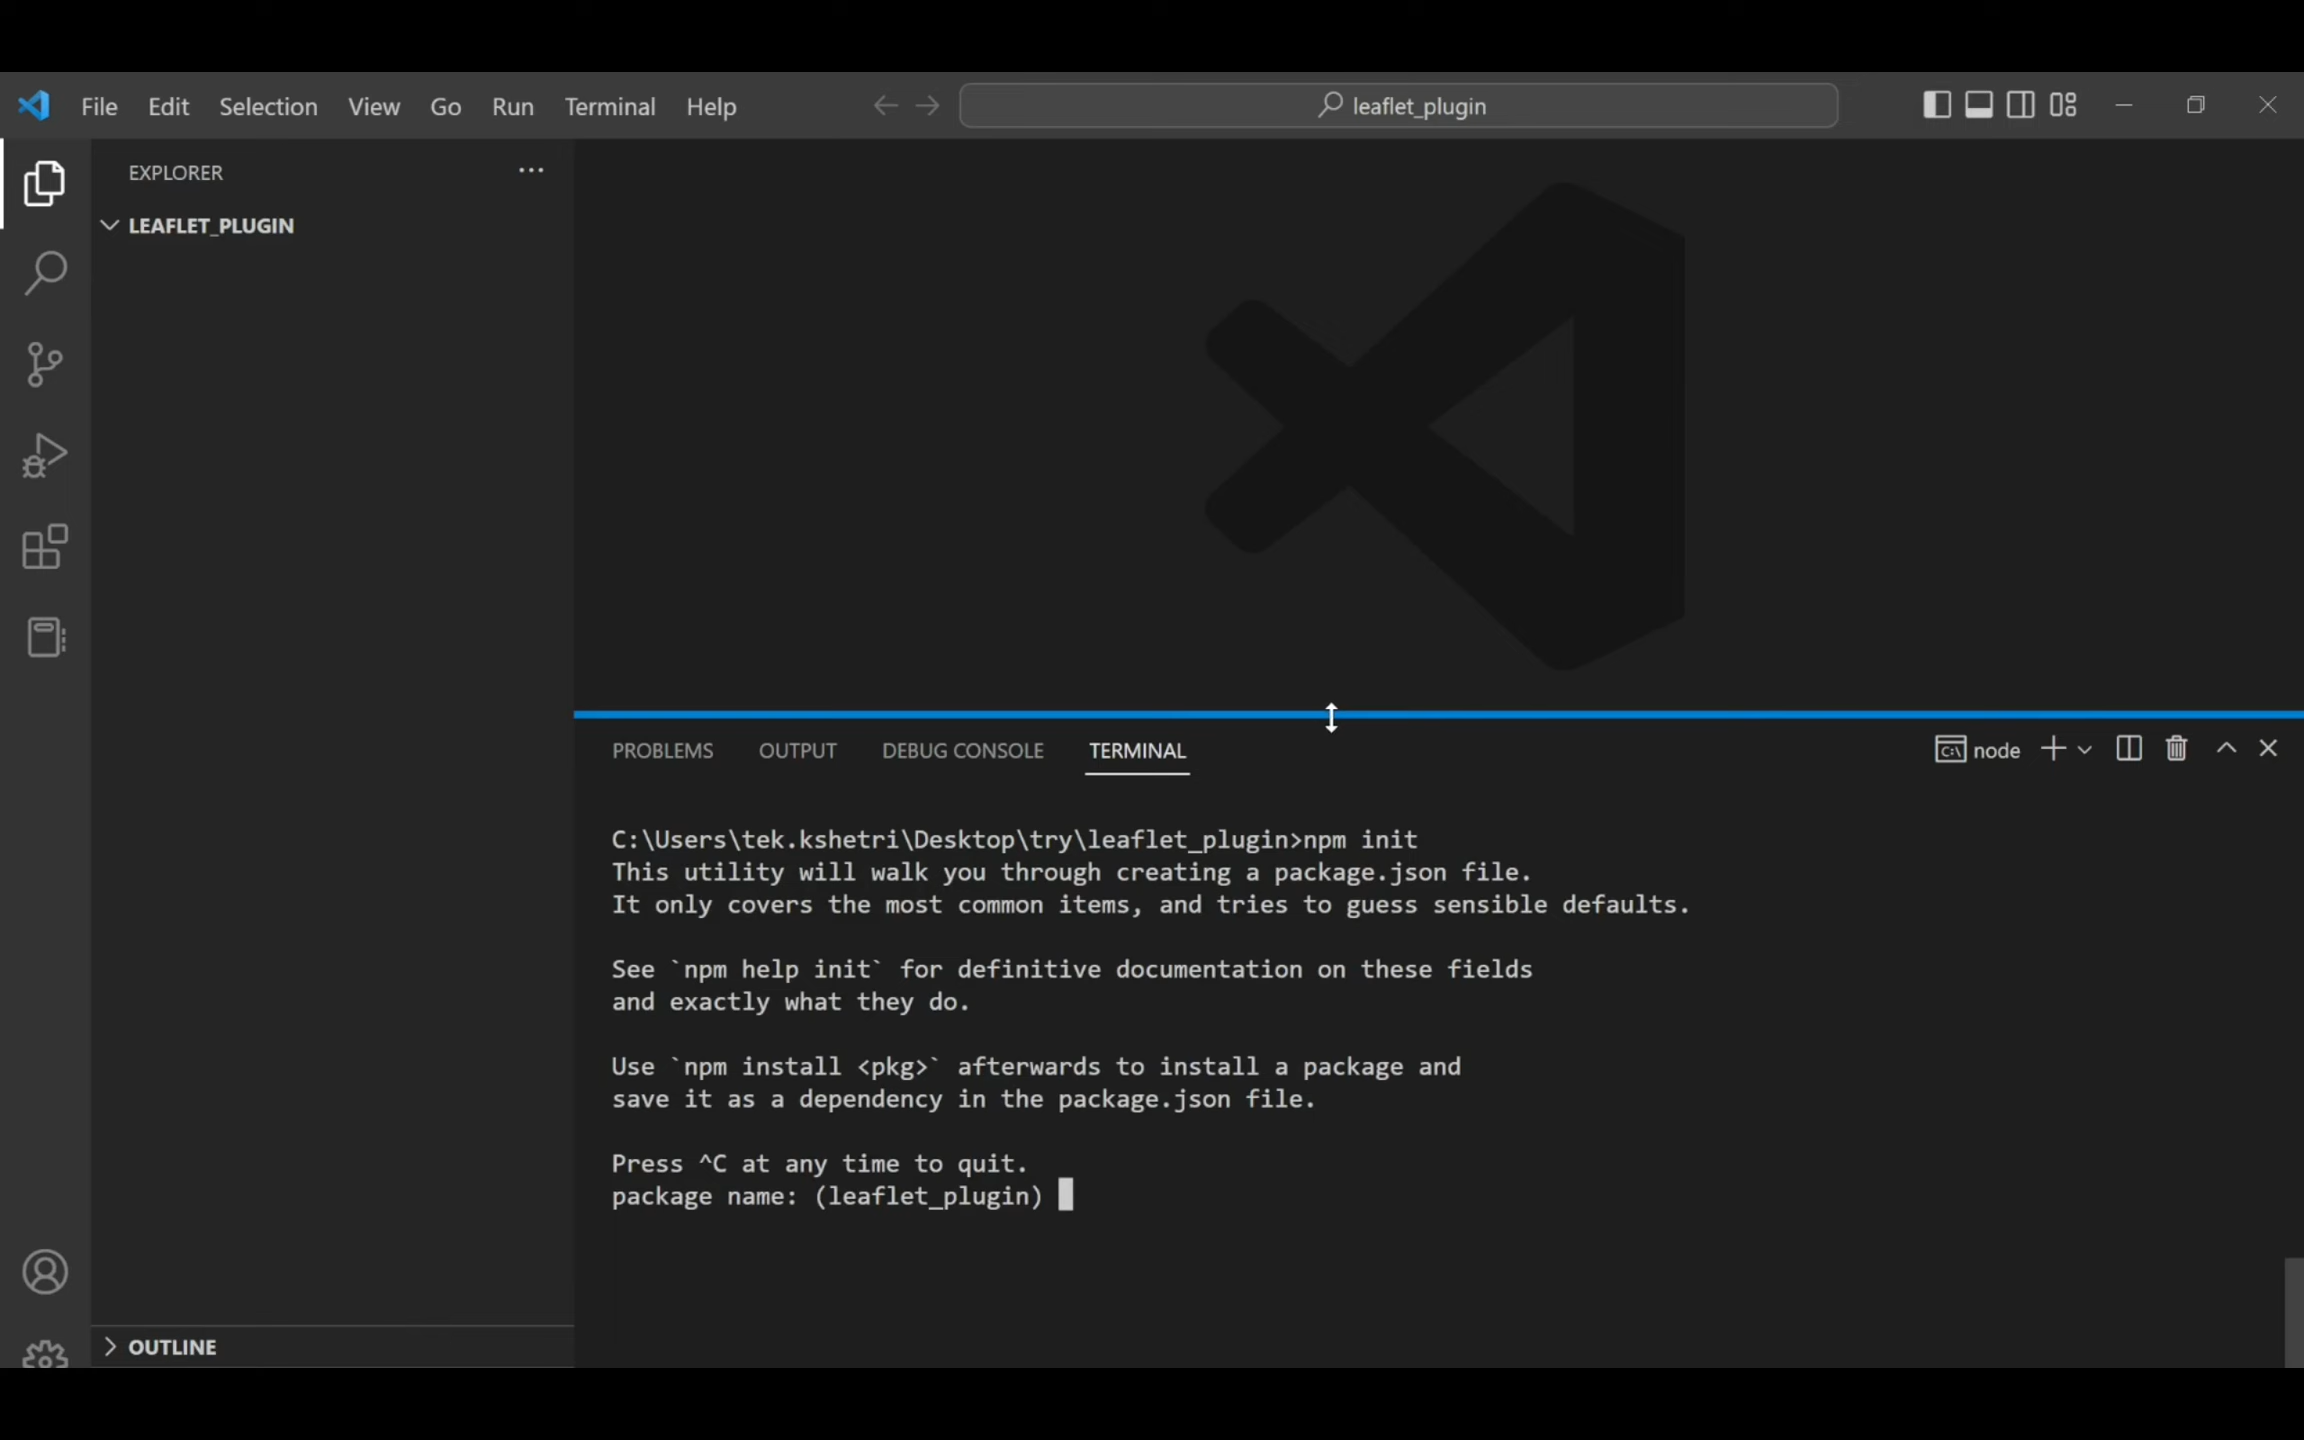 File Edit Selection View Go Run Terminal Help
leaflet_plugin
EXPLORER
LEAFLET_PLUGIN
PROBLEMS OUTPUT DEBUG CONSOLE TERMINAL
node
C:\Users\tek.kshetri\Desktop\try\leaflet_plugin>npm init
This utility will walk you through creating a package.json file.
It only covers the most common items, and tries to guess sensible defaults.
See `npm help init` for definitive documentation on these fields
and exactly what they do.
Use `npm install <pkg>` afterwards to install a package and
save it as a dependency in the package.json file.
Press ^C at any time to quit.
package name: (leaflet_plugin)
OUTLINE